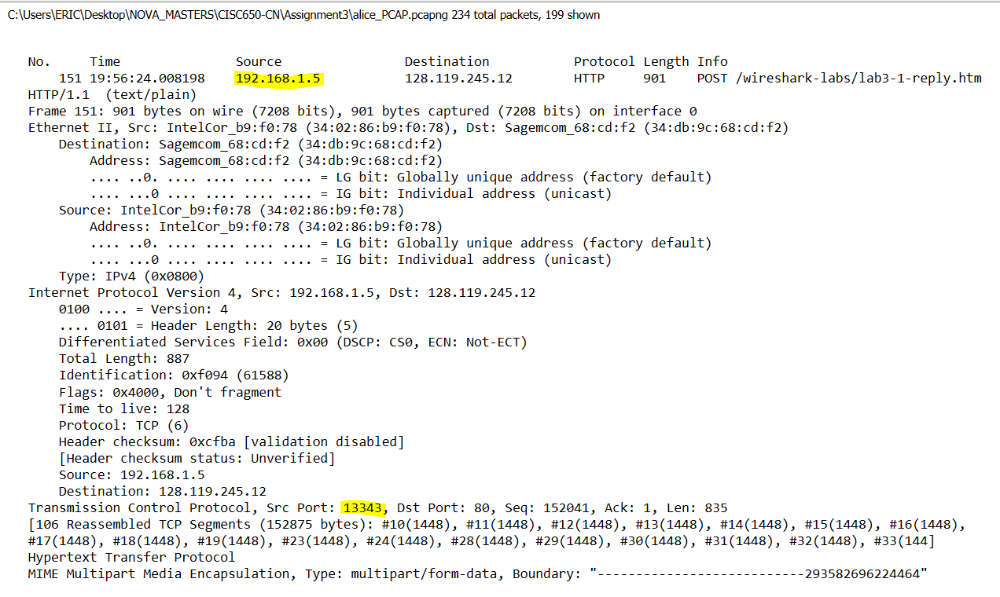 C:\Users\ERIC\Desktop\NOVA_MASTERS\CISC650-CN\Assignment3\alice_PCAP.pcapng 234 total packets, 199 shown
No. Time Source Destination Protocol Length Info
151 19:56:24.008198 192.168.1.5 128.119.245.12 HTTP 901 POST /wireshark-labs/lab3-1-reply.htm
HTTP/1.1 (text/plain)
Frame 151: 901 bytes on wire (7208 bits), 901 bytes captured (7208 bits) on interface 0
Ethernet II, Src: IntelCor_b9:f0:78 (34:02:86:b9:f0:78), Dst: Sagemcom_68:cd:f2 (34:db:9c:68:cd:f2)
Destination: Sagemcom_68:cd:f2 (34:db:9c:68:cd:f2)
Address: Sagemcom_68:cd:f2 (34:db:9c:68:cd:f2)
.... ..0. .... .... .... .... = LG bit: Globally unique address (factory default)
.... ...0 .... .... .... .... = IG bit: Individual address (unicast)
Source: IntelCor_b9:f0:78 (34:02:86:b9:f0:78)
Address: IntelCor_b9:f0:78 (34:02:86:b9:f0:78)
.... ..0. .... .... .... .... = LG bit: Globally unique address (factory default)
.... ...0 .... .... .... .... = IG bit: Individual address (unicast)
Type: IPv4 (0x0800)
Internet Protocol Version 4, Src: 192.168.1.5, Dst: 128.119.245.12
0100 .... = Version: 4
.... 0101 = Header Length: 20 bytes (5)
Differentiated Services Field: 0x00 (DSCP: CS0, ECN: Not-ECT)
Total Length: 887
Identification: 0xf094 (61588)
Flags: 0x4000, Don't fragment
Time to live: 128
Protocol: TCP (6)
Header checksum: 0xcfba [validation disabled]
[Header checksum status: Unverified]
Source: 192.168.1.5
Destination: 128.119.245.12
Transmission Control Protocol, Src Port: 13343, Dst Port: 80, Seq: 152041, Ack: 1, Len: 835
[106 Reassembled TCP Segments (152875 bytes): #10(1448), #11(1448), #12(1448), #13(1448), #14(1448), #15(1448), #16(1448),
#17(1448), #18(1448), #19(1448), #23(1448), #24(1448), #28(1448), #29(1448), #30(1448), #31(1448), #32(1448), #33(144]
Hypertext Transfer Protocol
MIME Multipart Media Encapsulation, Type: multipart/form-data, Boundary: "---------------------------293582696224464"